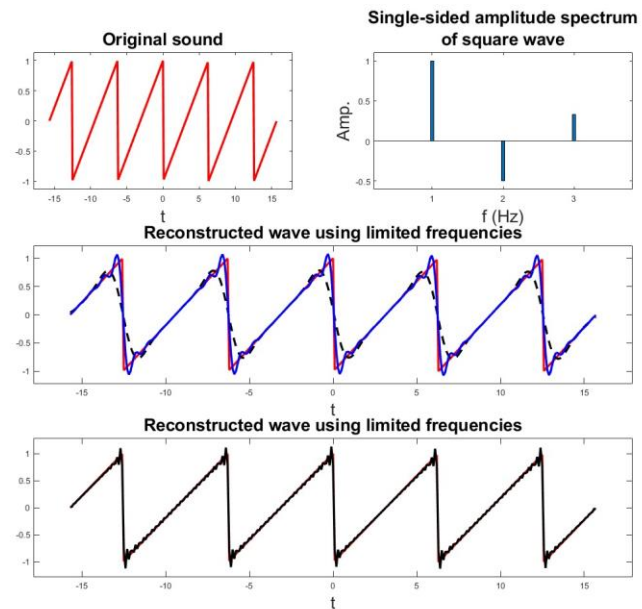 Original sound
1
0.5
0
-0.5
-1
-15 -10 -5 0 5 10 15
t
Single-sided amplitude spectrum
of square wave
Amp.
1
0.5
0
-0.5
1 2 3
f (Hz)
Reconstructed wave using limited frequencies
1
0.5
0
-0.5
-1
-15 -10 -5 0 5 10 15
t
Reconstructed wave using limited frequencies
1
0.5
0
-0.5
-1
-15 -10 -5 0 5 10 15
t